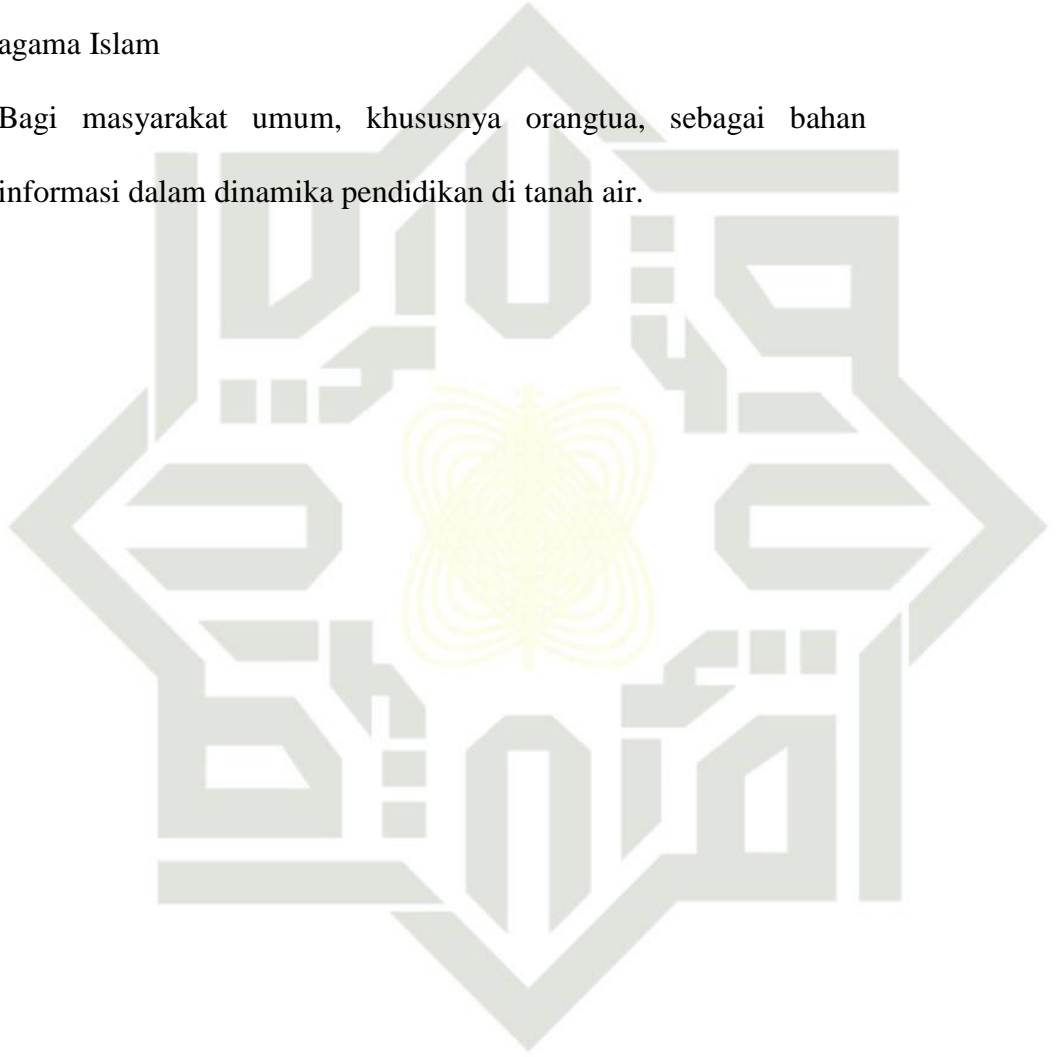 agama Islam
Bagi masyarakat umum, khususnya orangtua, sebagai bahan
informasi dalam dinamika pendidikan di tanah air.